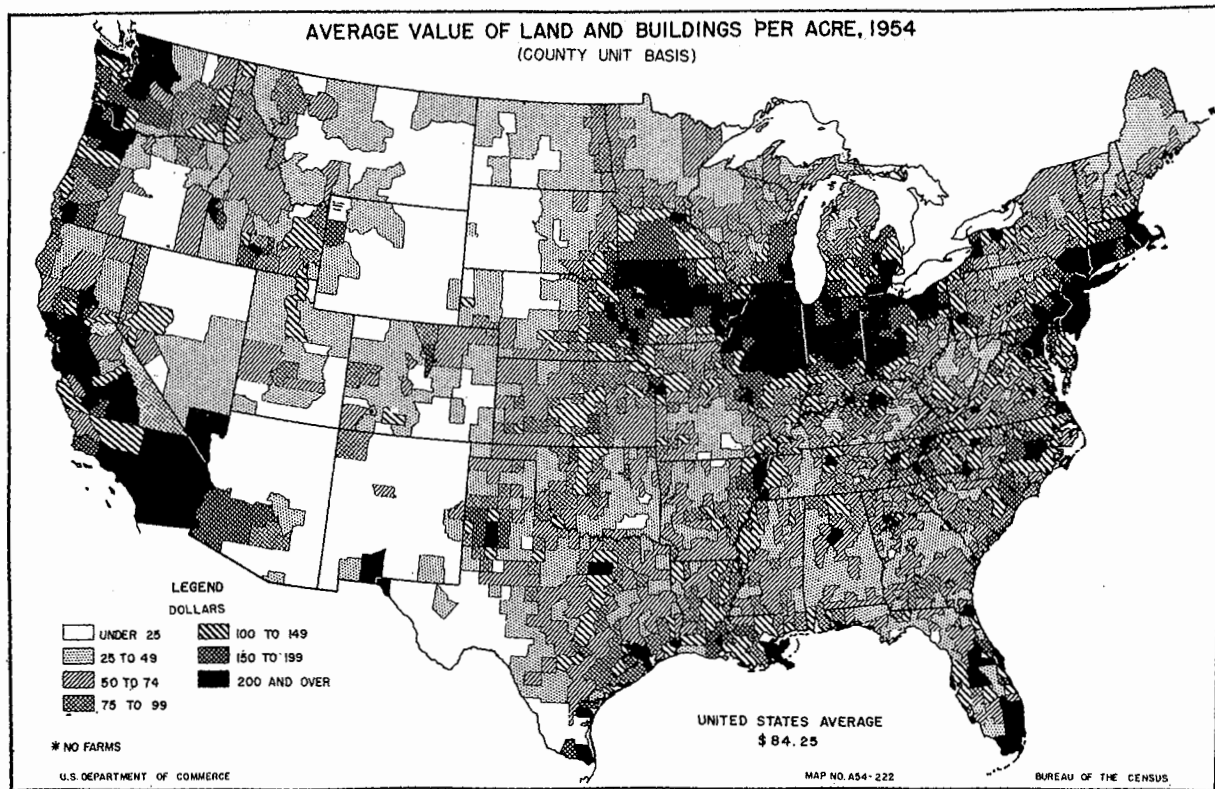 AVERAGE VALUE OF LAND AND BUILDINGS PER ACRE, 1954
(COUNTY UNIT BASIS)
LEGEND
DOLLARS
UNDER 25
25 TO 49
50 TO 74
75 TO 99
100 TO 149
150 TO 199
200 AND OVER
UNITED STATES AVERAGE
$ 84.25
* NO FARMS
U.S. DEPARTMENT OF COMMERCE
MAP NO. A54-222
BUREAU OF THE CENSUS